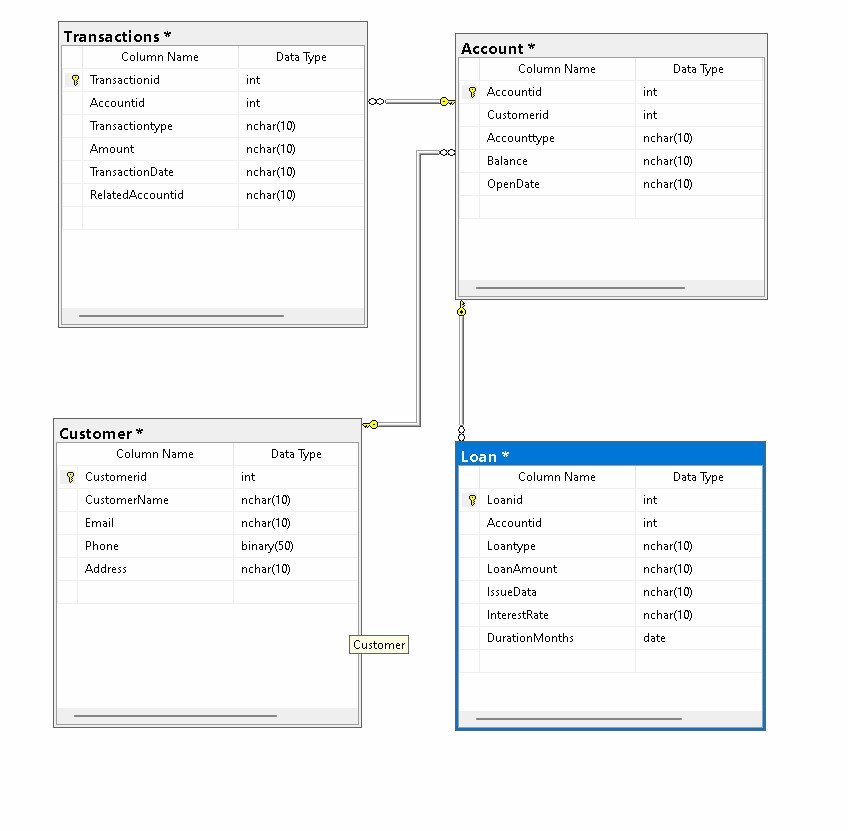 Transactions *
Column Name Data Type
Transactionid int
Accountid int
Transactiontype nchar(10)
Amount nchar(10)
TransactionDate nchar(10)
RelatedAccountid nchar(10)
Account *
Column Name Data Type
Accountid int
Customerid int
Accounttype nchar(10)
Balance nchar(10)
OpenDate nchar(10)
Customer *
Column Name Data Type
Customerid int
CustomerName nchar(10)
Email nchar(10)
Phone binary(50)
Address nchar(10)
Customer
Loan *
Column Name Data Type
Loanid int
Accountid int
Loantype nchar(10)
LoanAmount nchar(10)
IssueData nchar(10)
InterestRate nchar(10)
DurationMonths date